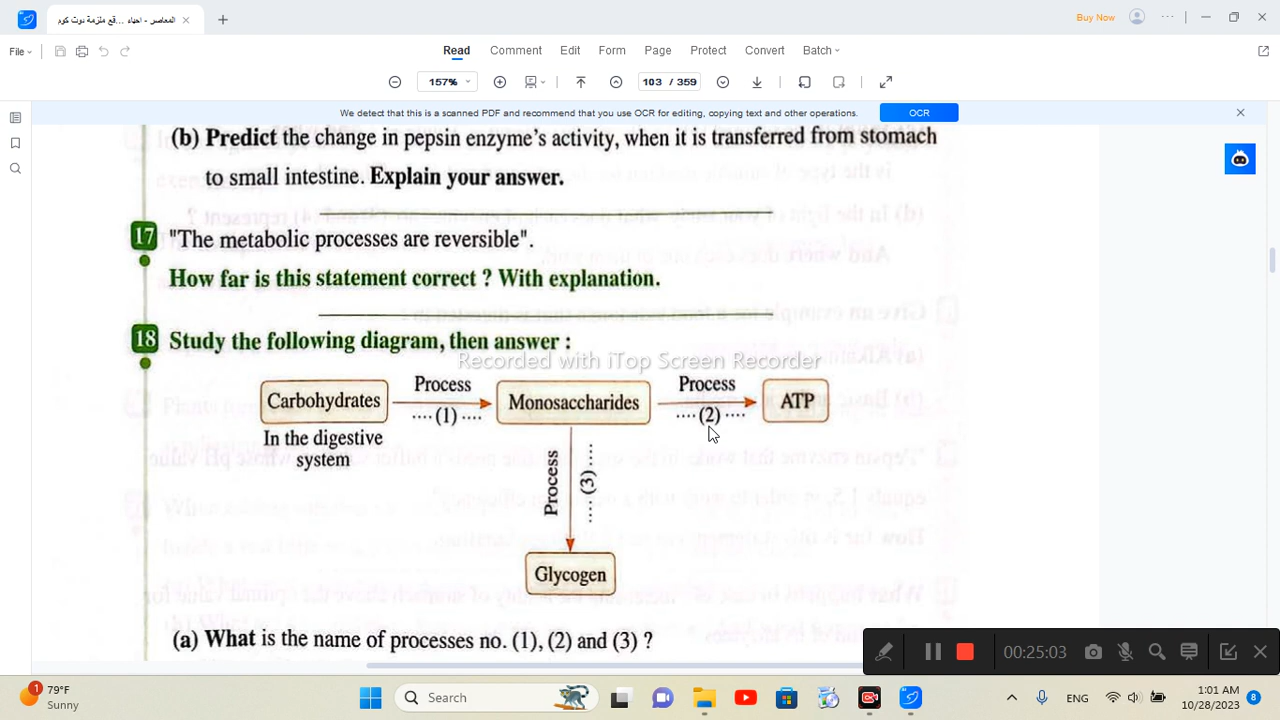 المعاصر - احياء ...قع ملزمة دوت كوم
Buy Now
File
Read Comment Edit Form Page Protect Convert Batch
157% 103 / 359
We detect that this is a scanned PDF and recommend that you use OCR for editing, copying text and other operations. OCR
(b) Predict the change in pepsin enzyme's activity, when it is transferred from stomach
to small intestine. Explain your answer.
17 "The metabolic processes are reversible".
How far is this statement correct ? With explanation.
18 Study the following diagram, then answer :
Recorded with iTop Screen Recorder
Carbohydrates
In the digestive
system
Process
....(1) ....
Monosaccharides
Process
....(2) ....
ATP
Process
....(3)....
Glycogen
(a) What is the name of processes no. (1), (2) and (3) ?
00:25:03
1
79°F
Sunny
Search
ENG
1:01 AM
10/28/2023
8